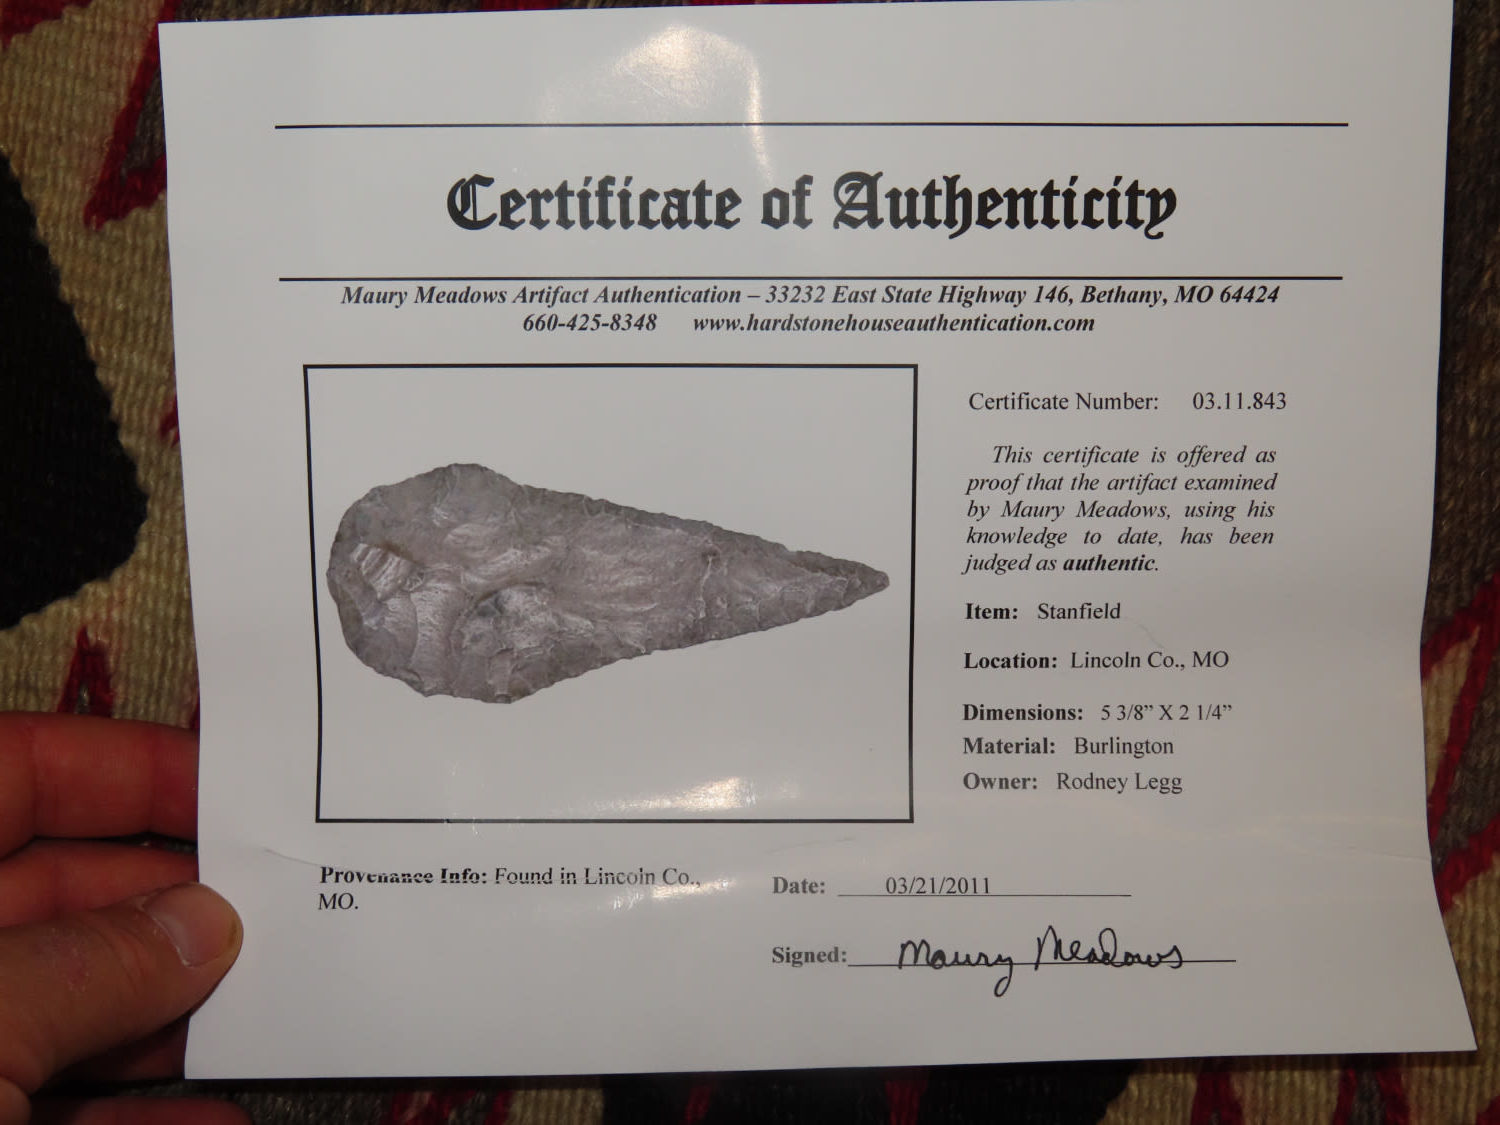 Certificate of Authenticity
Maury Meadows Artifact Authentication – 33232 East State Highway 146, Bethany, MO 64424
660-425-8348 www.hardstonehouseauthentication.com
Certificate Number: 03.11.843
This certificate is offered as
proof that the artifact examined
by Maury Meadows, using his
knowledge to date, has been
judged as authentic.
Item: Stanfield
Location: Lincoln Co., MO
Dimensions: 5 3/8” X 2 1/4”
Material: Burlington
Owner: Rodney Legg
Provenance Info: Found in Lincoln Co.,
MO.
Date: 03/21/2011
Signed: Maury Meadows